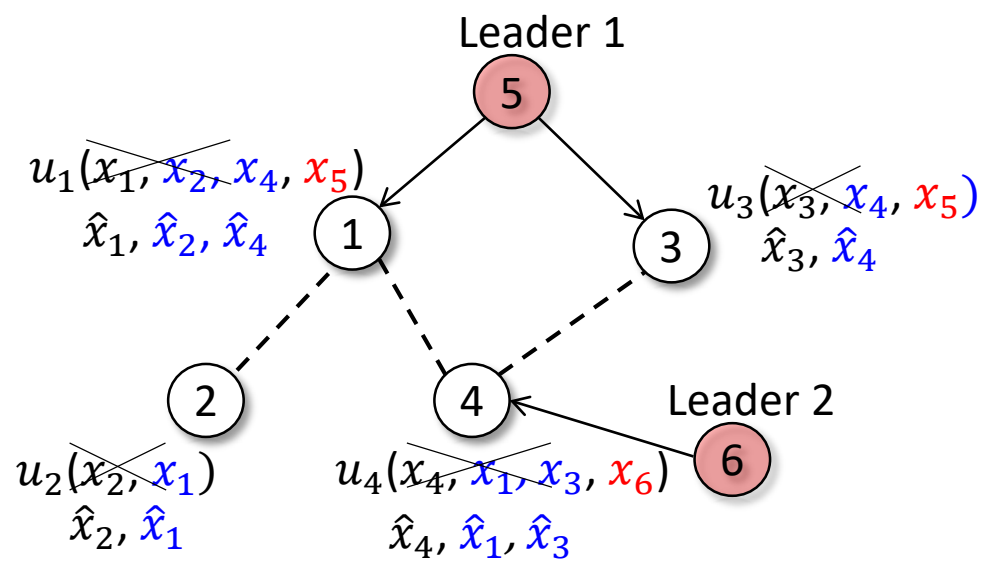 Leader 1
5
u₁(x₁, x₂, x₄, x₅)
x̂₁, x̂₂, x̂₄
1
u₃(x₃, x₄, x₅)
x̂₃, x̂₄
3
2
4
Leader 2
6
u₂(x₂, x₁)
x̂₂, x̂₁
u₄(x₄, x₁, x₃, x₆)
x̂₄, x̂₁, x̂₃